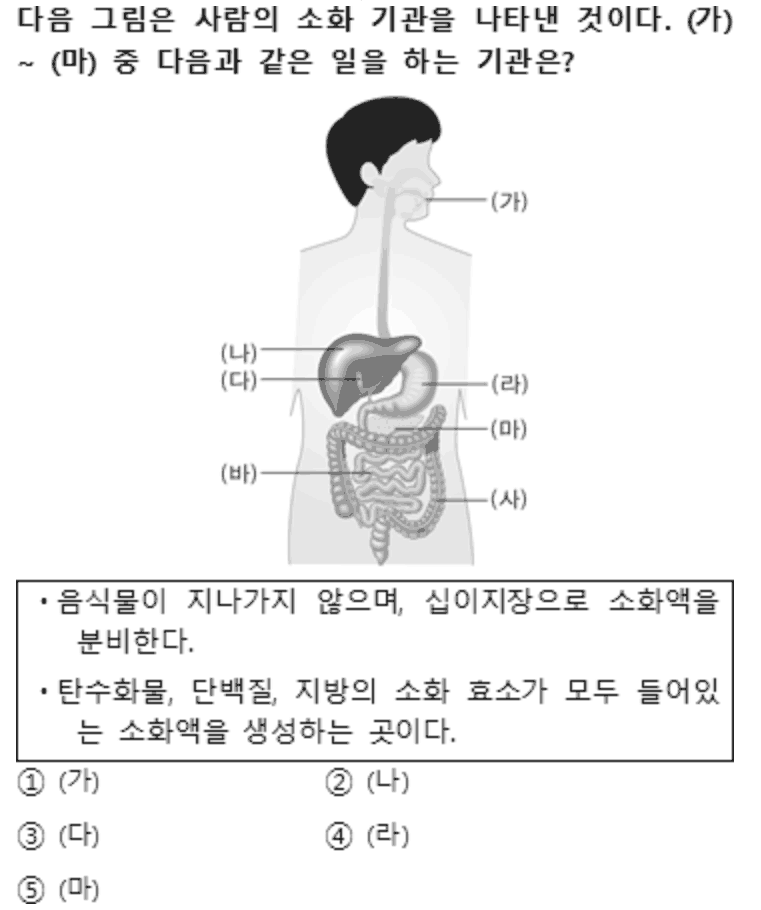 다음 그림은 사람의 소화 기관을 나타낸 것이다. (가)
~ (마) 중 다음과 같은 일을 하는 기관은?
(가)
(나)
(다)
(라)
(마)
(바)
(사)
• 음식물이 지나가지 않으며, 십이지장으로 소화액을
분비한다.
• 탄수화물, 단백질, 지방의 소화 효소가 모두 들어있
는 소화액을 생성하는 곳이다.
① (가) ② (나)
③ (다) ④ (라)
⑤ (마)